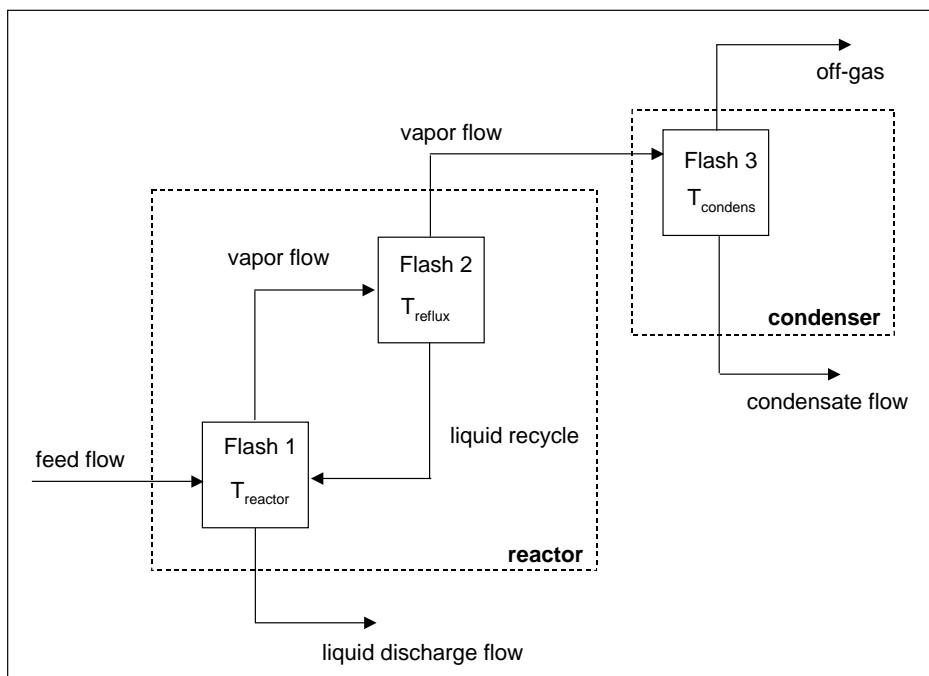 off-gas
vapor flow
Flash 3
T_condens
condenser
condensate flow
vapor flow
Flash 2
T_reflux
liquid recycle
feed flow
Flash 1
T_reactor
reactor
liquid discharge flow